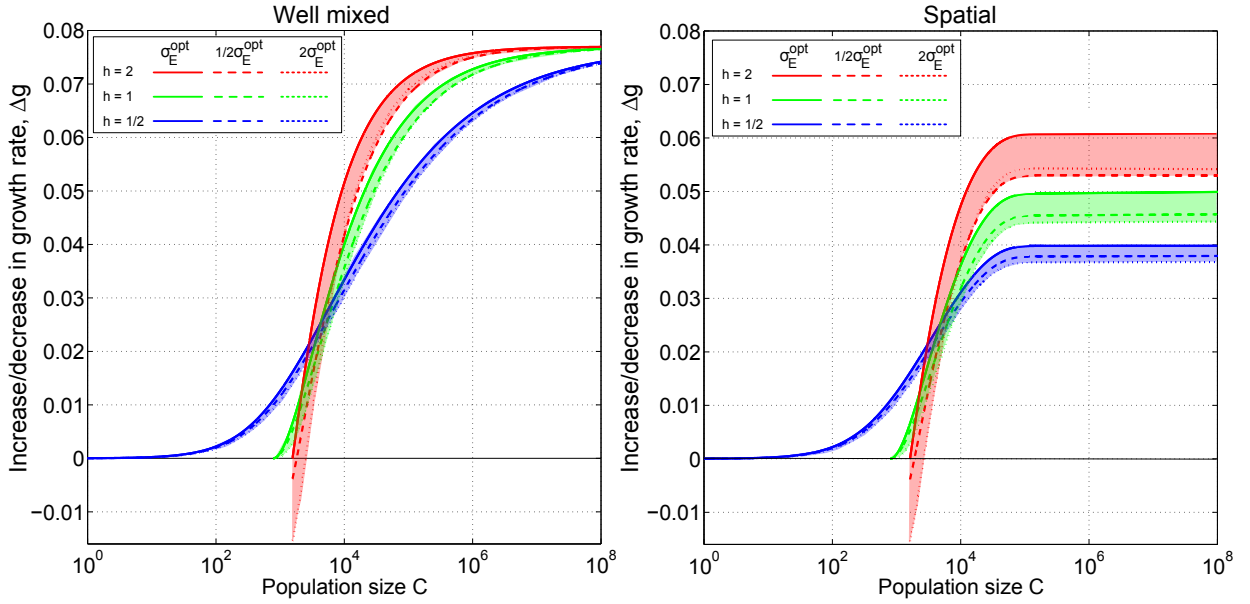 Well mixed
Increase/decrease in growth rate, Δg
0.08
0.07
0.06
0.05
0.04
0.03
0.02
0.01
0
−0.01
σ_E^opt 1/2σ_E^opt 2σ_E^opt
h = 2
h = 1
h = 1/2
10^0 10^2 10^4 10^6 10^8
Population size C
Spatial
Increase/decrease in growth rate, Δg
0.08
0.07
0.06
0.05
0.04
0.03
0.02
0.01
0
−0.01
σ_E^opt 1/2σ_E^opt 2σ_E^opt
h = 2
h = 1
h = 1/2
10^0 10^2 10^4 10^6 10^8
Population size C